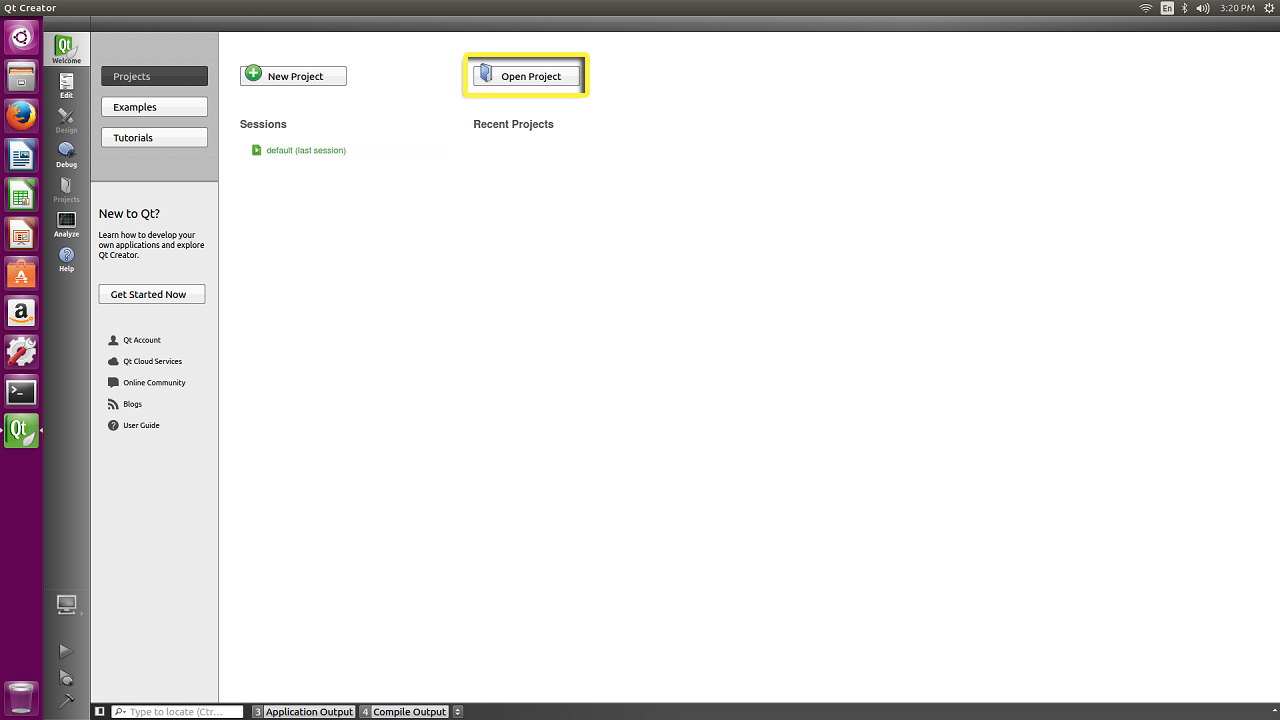 Qt Creator
En
3:20 PM
Qt
Welcome
Edit
Design
Debug
Projects
Analyze
Help
Projects
Examples
Tutorials
New to Qt?
Learn how to develop your
own applications and explore
Qt Creator.
Get Started Now
Qt Account
Qt Cloud Services
Online Community
Blogs
User Guide
New Project
Open Project
Sessions
Recent Projects
default (last session)
a
>_
Qt
Type to locate (Ctr...
3 Application Output
4 Compile Output